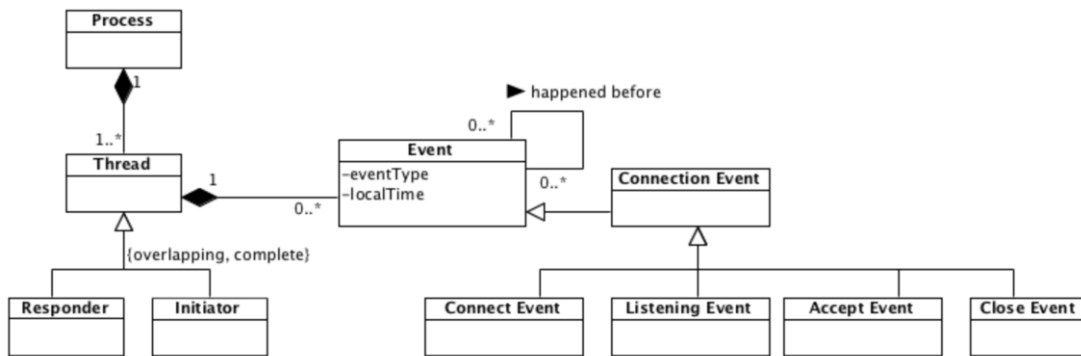 Process
1
1..*
Thread
1
0..*
{overlapping, complete}
Responder
Initiator
► happened before
0..*
0..*
Event
-eventType
-localTime
Connection Event
Connect Event
Listening Event
Accept Event
Close Event